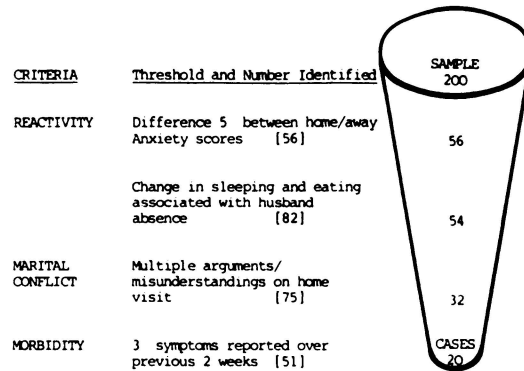 CRITERIA Threshold and Number Identified SAMPLE
200
REACTIVITY Difference 5 between home/away
Anxiety scores [56] 56
Change in sleeping and eating
associated with husband
absence [82] 54
MARITAL Multiple arguments/
CONFLICT misunderstandings on home
visit [75] 32
MORBIDITY 3 symptoms reported over CASES
previous 2 weeks [51] 20